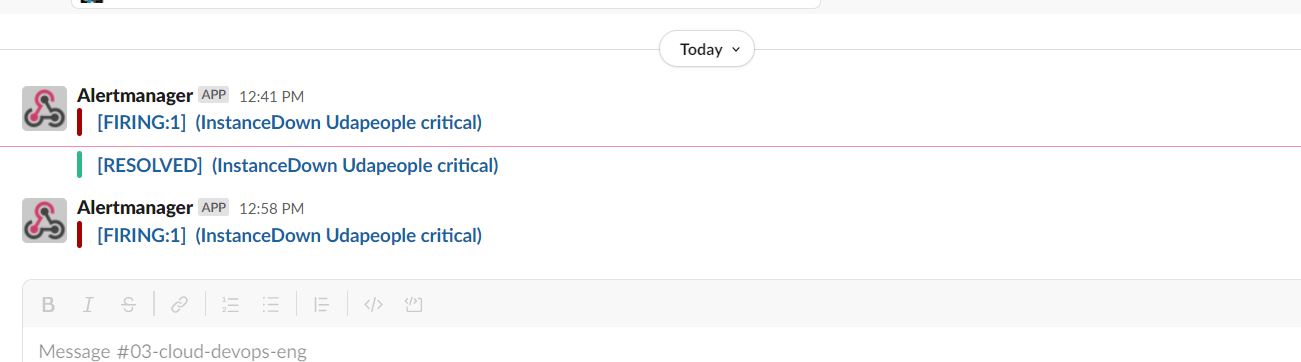 Today
Alertmanager APP 12:41 PM
[FIRING:1] (InstanceDown Udapeople critical)
[RESOLVED] (InstanceDown Udapeople critical)
Alertmanager APP 12:58 PM
[FIRING:1] (InstanceDown Udapeople critical)
B I S
Message #03-cloud-devops-eng